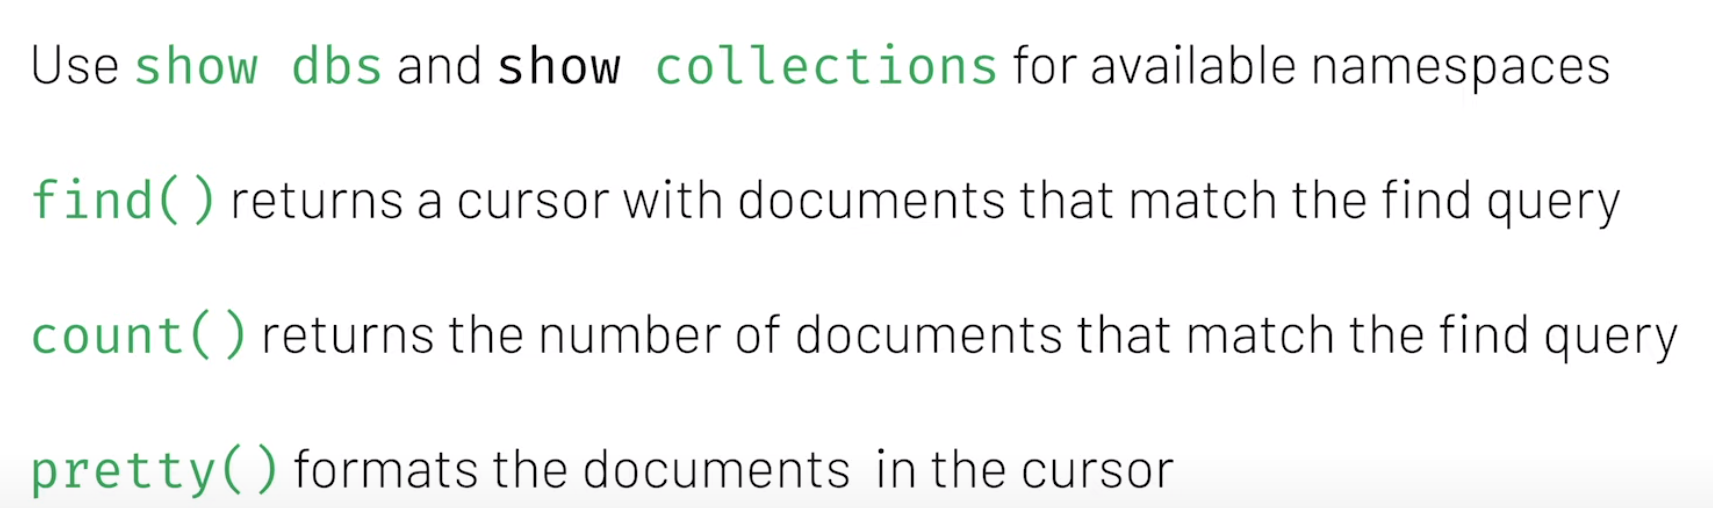 Use show dbs and show collections for available namespaces
find() returns a cursor with documents that match the find query
count() returns the number of documents that match the find query
pretty() formats the documents in the cursor